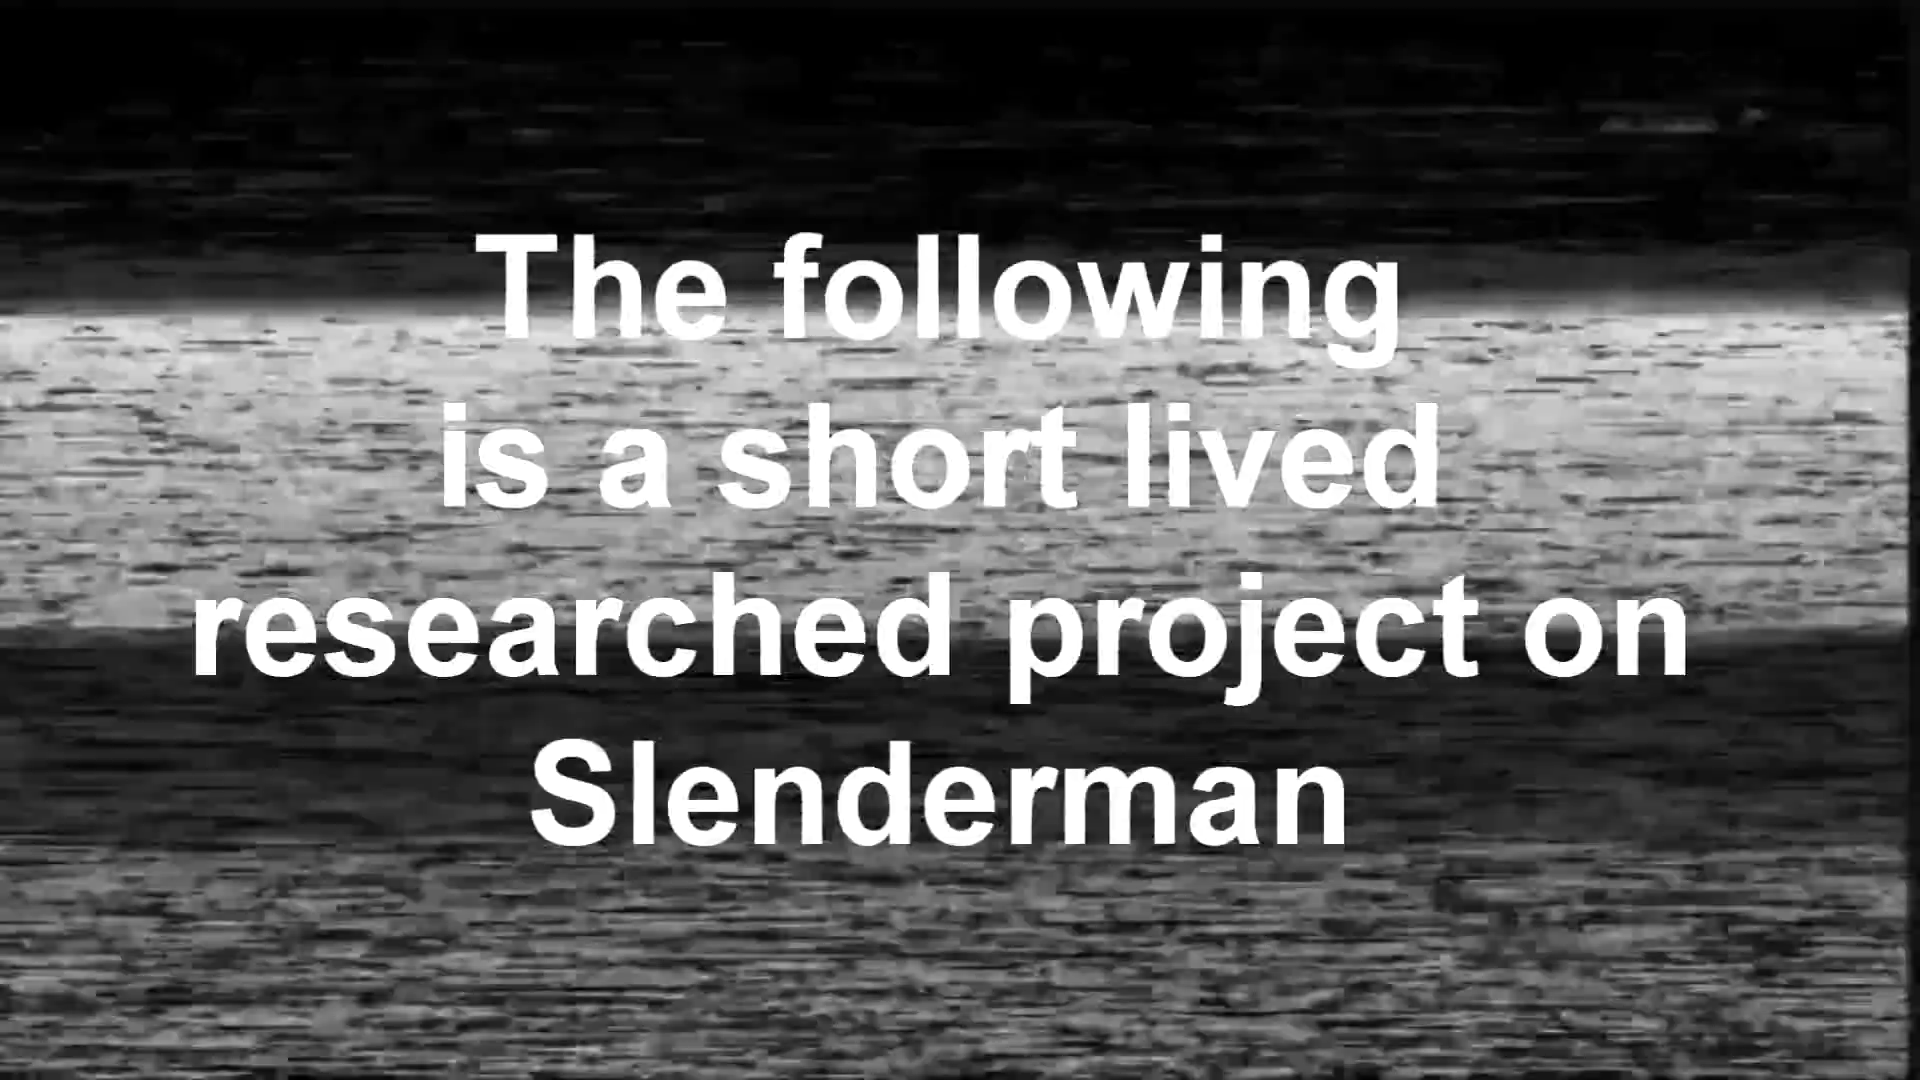 The following
is a short lived
researched project on
Slenderman